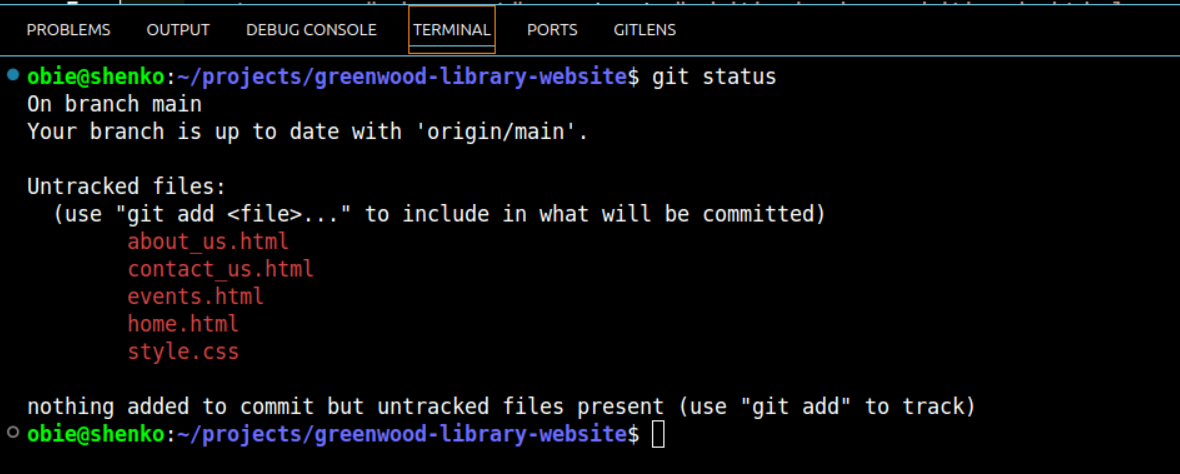 PROBLEMS OUTPUT DEBUG CONSOLE TERMINAL PORTS GITLENS
obie@shenko:~/projects/greenwood-library-website$ git status
On branch main
Your branch is up to date with 'origin/main'.
Untracked files:
(use "git add <file>..." to include in what will be committed)
about_us.html
contact_us.html
events.html
home.html
style.css
nothing added to commit but untracked files present (use "git add" to track)
obie@shenko:~/projects/greenwood-library-website$